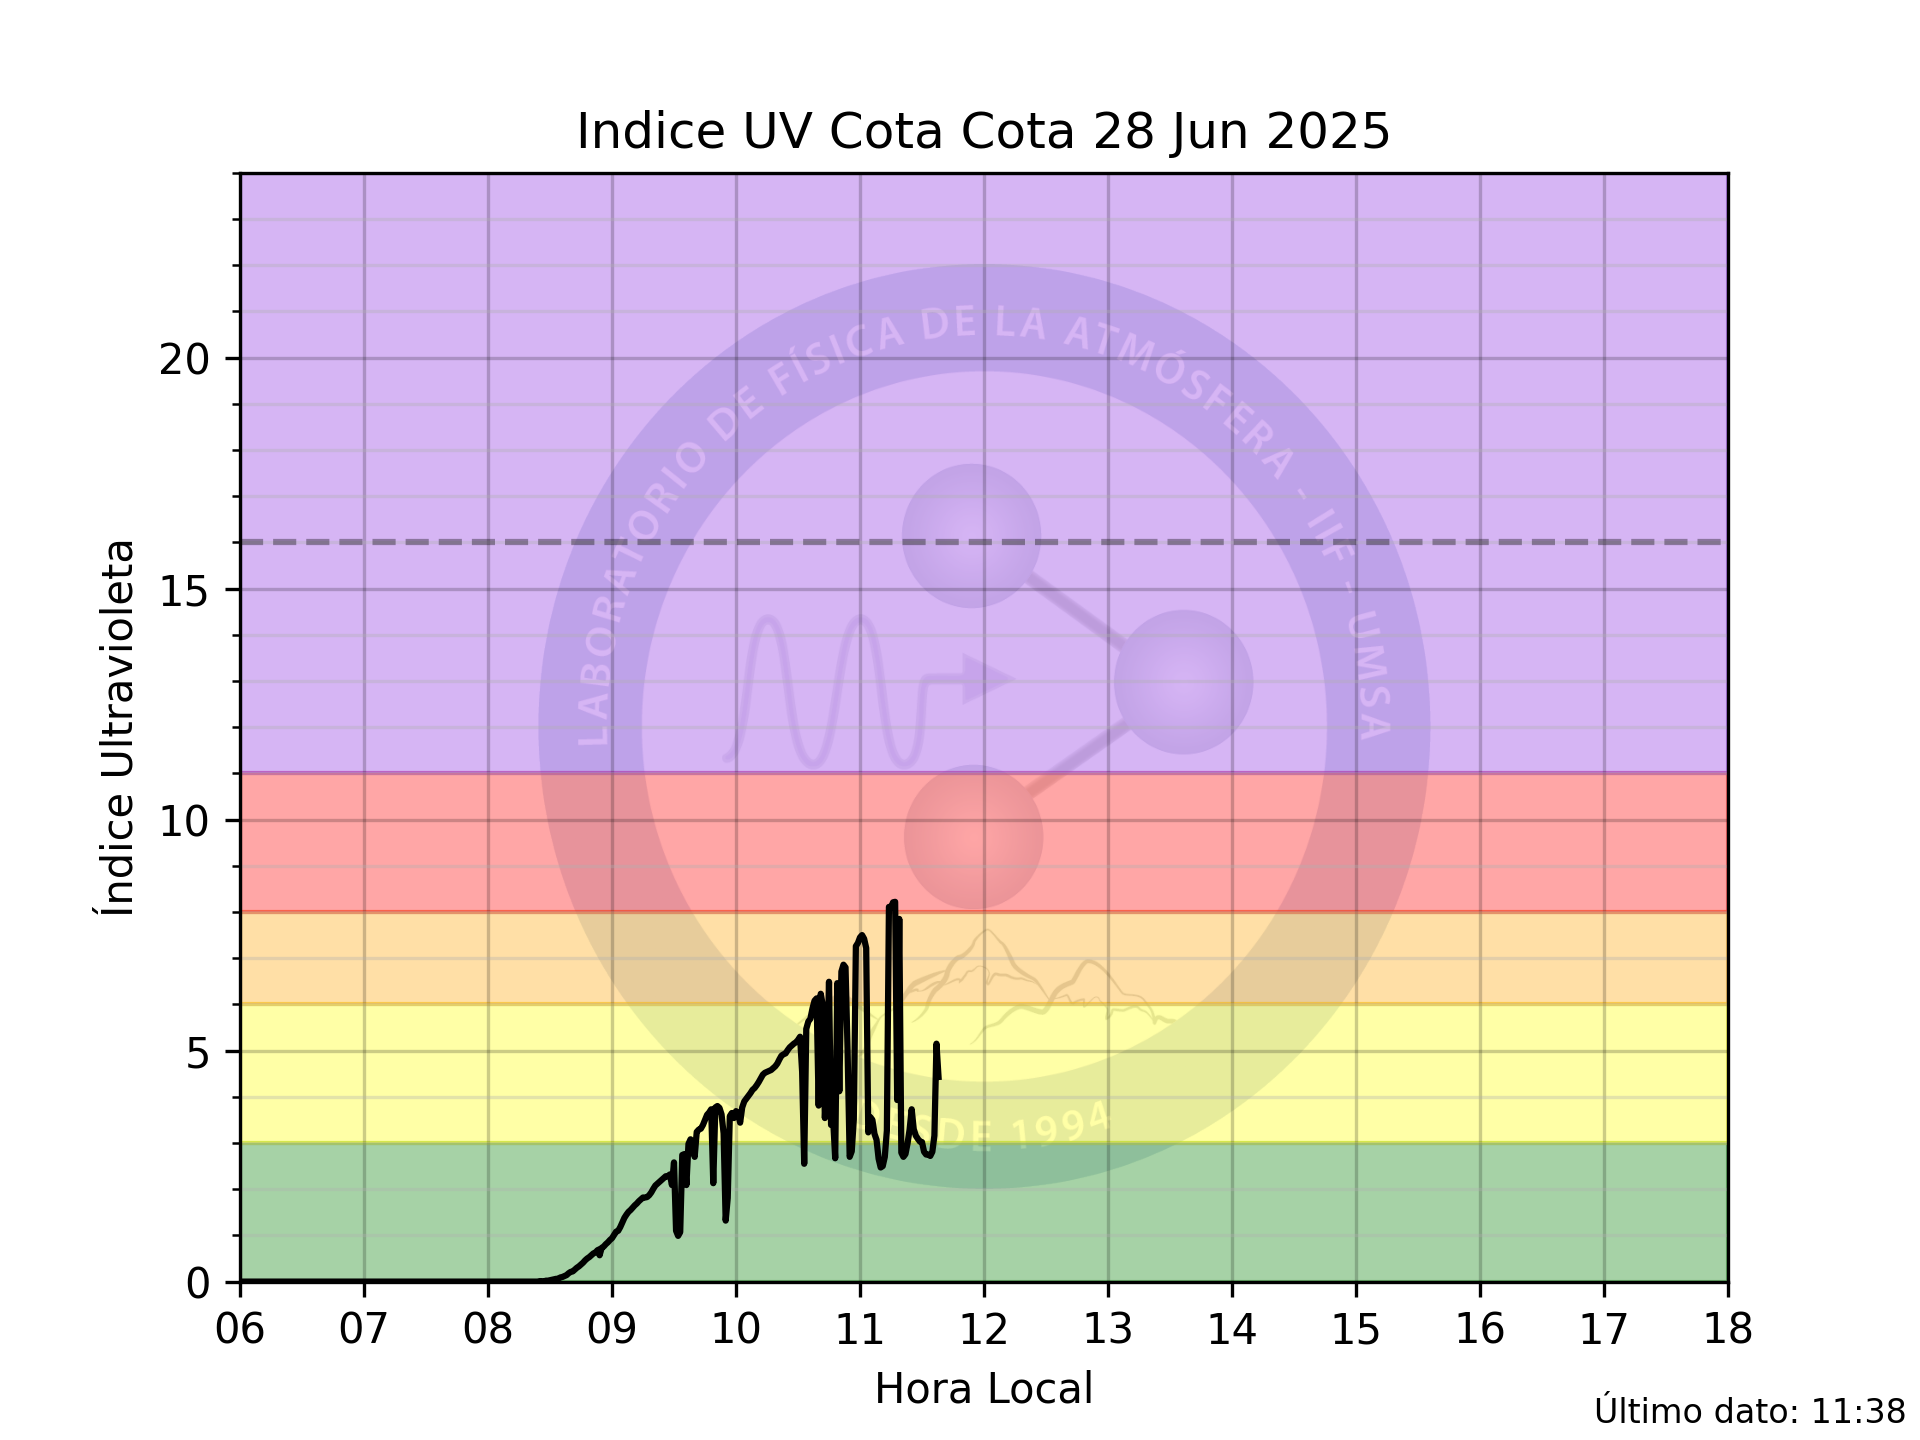 Indice UV Cota Cota 28 Jun 2025
LABORATORIO DE FÍSICA DE LA ATMÓSFERA - IIF - UMSA
20
15
10
5
0
Índice Ultravioleta
DESDE 1994
06 07 08 09 10 11 12 13 14 15 16 17 18
Hora Local
Último dato: 11:38